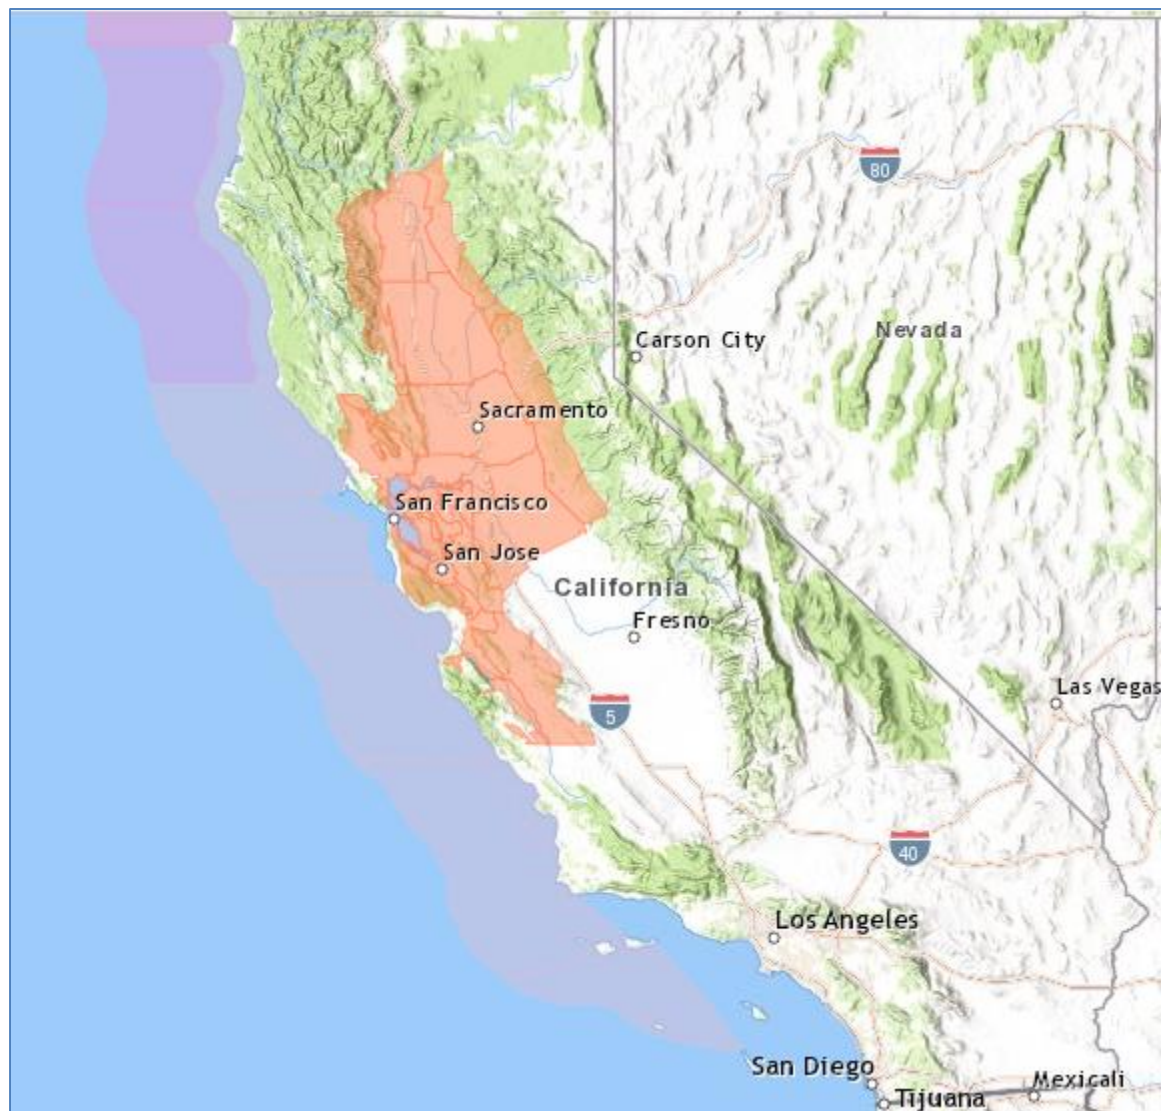 80
Nevada
Carson City
Sacramento
San Francisco
San Jose
California
Fresno
Las Vegas
5
40
Los Angeles
San Diego
Mexicali
Tijuana